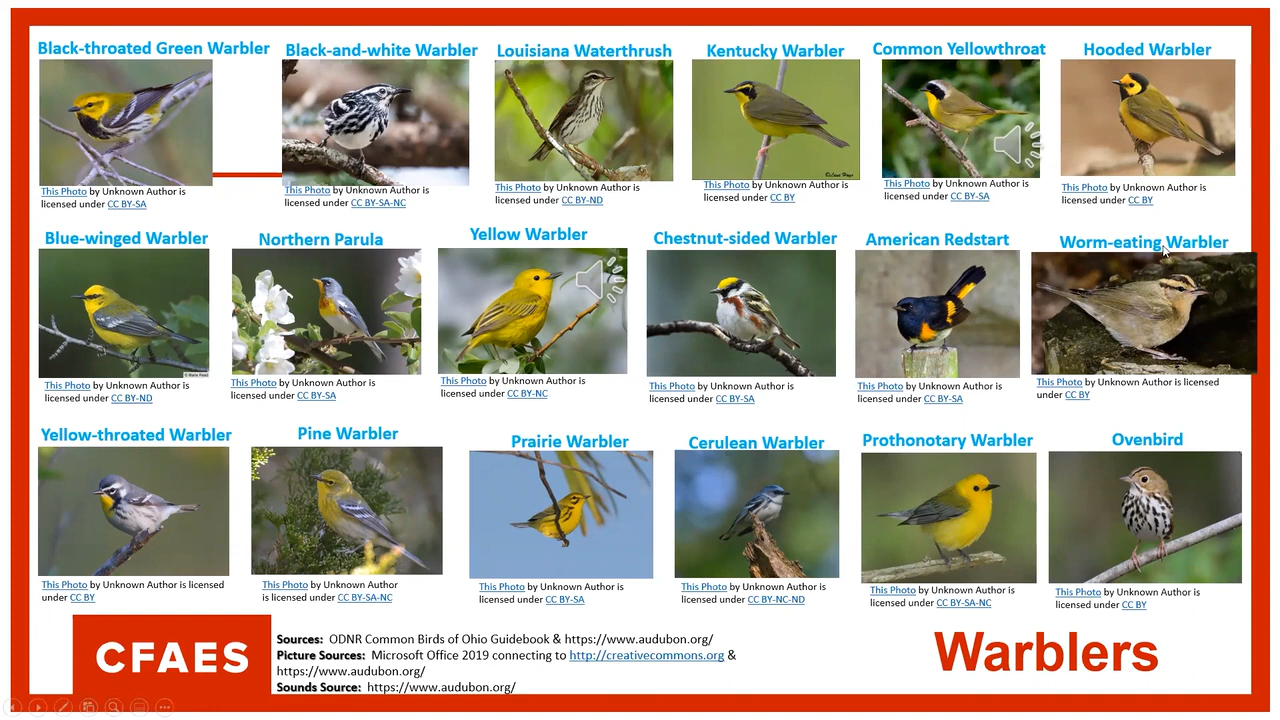 Black-throated Green Warbler
Black-and-white Warbler
Louisiana Waterthrush
Kentucky Warbler
Common Yellowthroat
Hooded Warbler
This Photo by Unknown Author is
licensed under CC BY-SA
This Photo by Unknown Author is
licensed under CC BY-SA-NC
This Photo by Unknown Author is
licensed under CC BY-ND
This Photo by Unknown Author is
licensed under CC BY
This Photo by Unknown Author is
licensed under CC BY-SA
This Photo by Unknown Author is
licensed under CC BY
Blue-winged Warbler
Northern Parula
Yellow Warbler
Chestnut-sided Warbler
American Redstart
Worm-eating Warbler
This Photo by Unknown Author is
licensed under CC BY-ND
This Photo by Unknown Author is
licensed under CC BY-SA
This Photo by Unknown Author is
licensed under CC BY-NC
This Photo by Unknown Author is
licensed under CC BY-SA
This Photo by Unknown Author is
licensed under CC BY-SA
This Photo by Unknown Author is licensed
under CC BY
Yellow-throated Warbler
Pine Warbler
Prairie Warbler
Cerulean Warbler
Prothonotary Warbler
Ovenbird
This Photo by Unknown Author is licensed
under CC BY
This Photo by Unknown Author
is licensed under CC BY-SA-NC
This Photo by Unknown Author is
licensed under CC BY-SA
This Photo by Unknown Author is
licensed under CC BY-NC-ND
This Photo by Unknown Author is
licensed under CC BY-SA-NC
This Photo by Unknown Author is
licensed under CC BY
CFAES
Sources: ODNR Common Birds of Ohio Guidebook & https://www.audubon.org/
Picture Sources: Microsoft Office 2019 connecting to http://creativecommons.org &
https://www.audubon.org/
Sounds Source: https://www.audubon.org/
Warblers